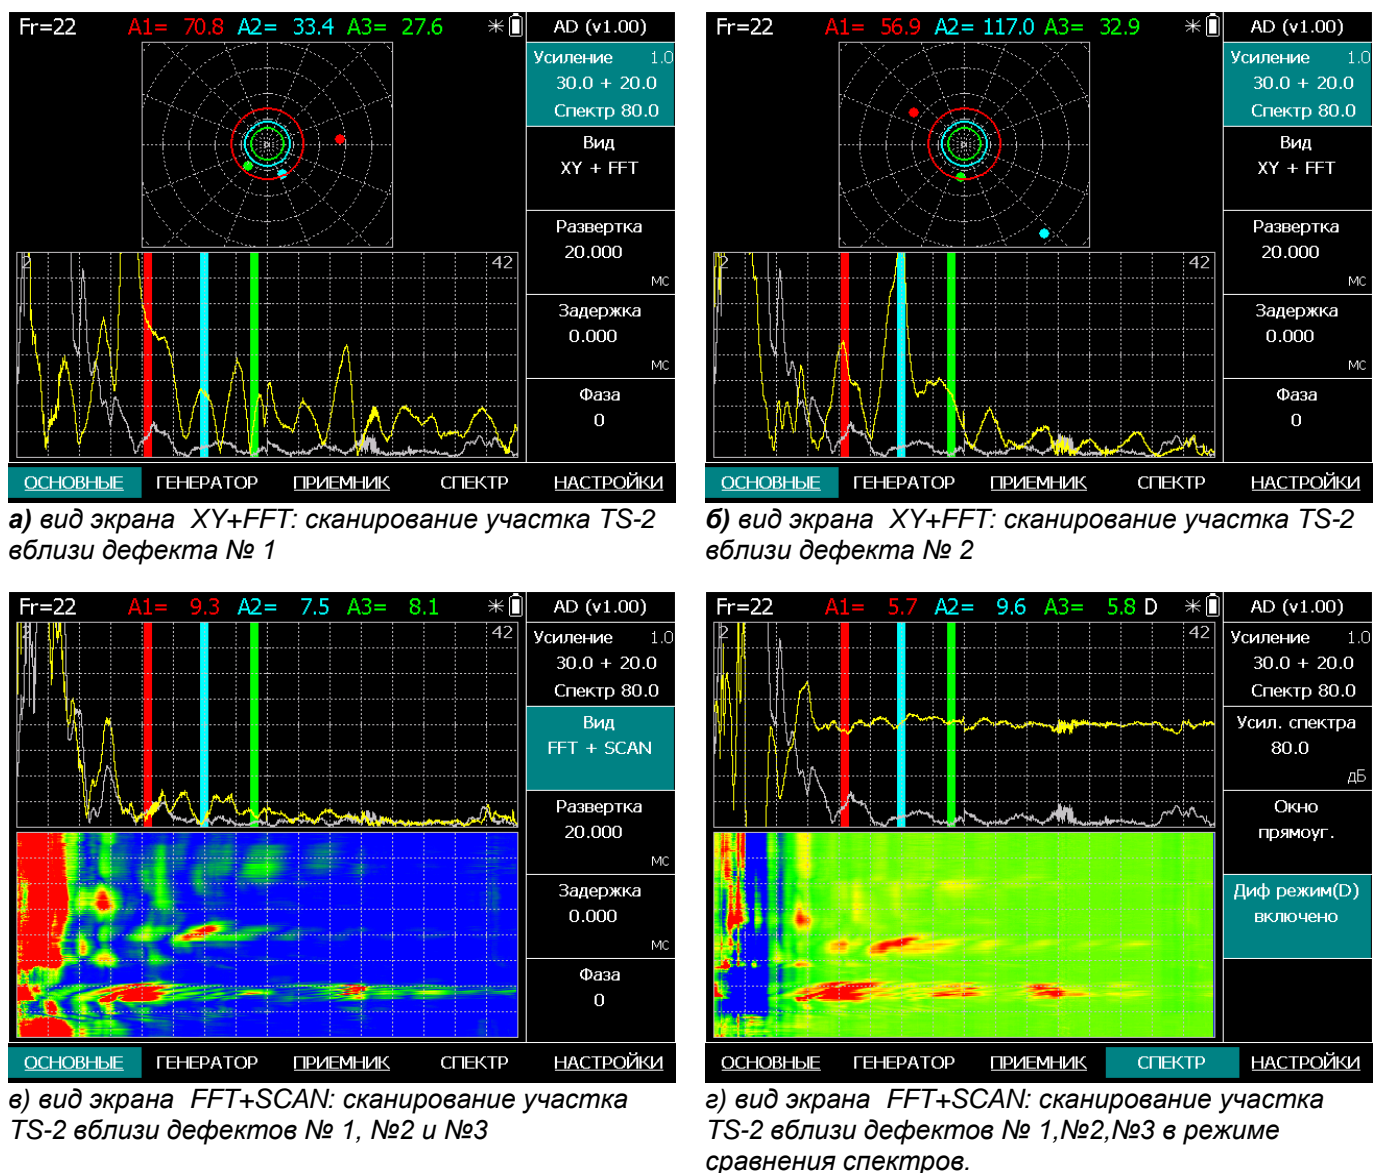 Fr=22 A1= 70.8 A2= 33.4 A3= 27.6
AD (v1.00)
Усиление 1.0
30.0 + 20.0
Спектр 80.0
Вид
XY + FFT
Развертка
20.000
мс
Задержка
0.000
мс
Фаза
0
2 42
ОСНОВНЫЕ ГЕНЕРАТОР ПРИЕМНИК СПЕКТР НАСТРОЙКИ
а) вид экрана XY+FFT: сканирование участка TS-2
вблизи дефекта № 1
Fr=22 A1= 56.9 A2= 117.0 A3= 32.9
AD (v1.00)
Усиление 1.0
30.0 + 20.0
Спектр 80.0
Вид
XY + FFT
Развертка
20.000
мс
Задержка
0.000
мс
Фаза
0
2 42
ОСНОВНЫЕ ГЕНЕРАТОР ПРИЕМНИК СПЕКТР НАСТРОЙКИ
б) вид экрана XY+FFT: сканирование участка TS-2
вблизи дефекта № 2
Fr=22 A1= 9.3 A2= 7.5 A3= 8.1
AD (v1.00)
2 42
Усиление 1.0
30.0 + 20.0
Спектр 80.0
Вид
FFT + SCAN
Развертка
20.000
мс
Задержка
0.000
мс
Фаза
0
ОСНОВНЫЕ ГЕНЕРАТОР ПРИЕМНИК СПЕКТР НАСТРОЙКИ
в) вид экрана FFT+SCAN: сканирование участка
TS-2 вблизи дефектов № 1, №2 и №3
Fr=22 A1= 5.7 A2= 9.6 A3= 5.8 D
AD (v1.00)
2 42
Усиление 1.0
30.0 + 20.0
Спектр 80.0
Усил. спектра
80.0
дБ
Окно
прямоуг.
Диф режим(D)
включено
ОСНОВНЫЕ ГЕНЕРАТОР ПРИЕМНИК СПЕКТР НАСТРОЙКИ
г) вид экрана FFT+SCAN: сканирование участка
TS-2 вблизи дефектов № 1,№2,№3 в режиме
сравнения спектров.